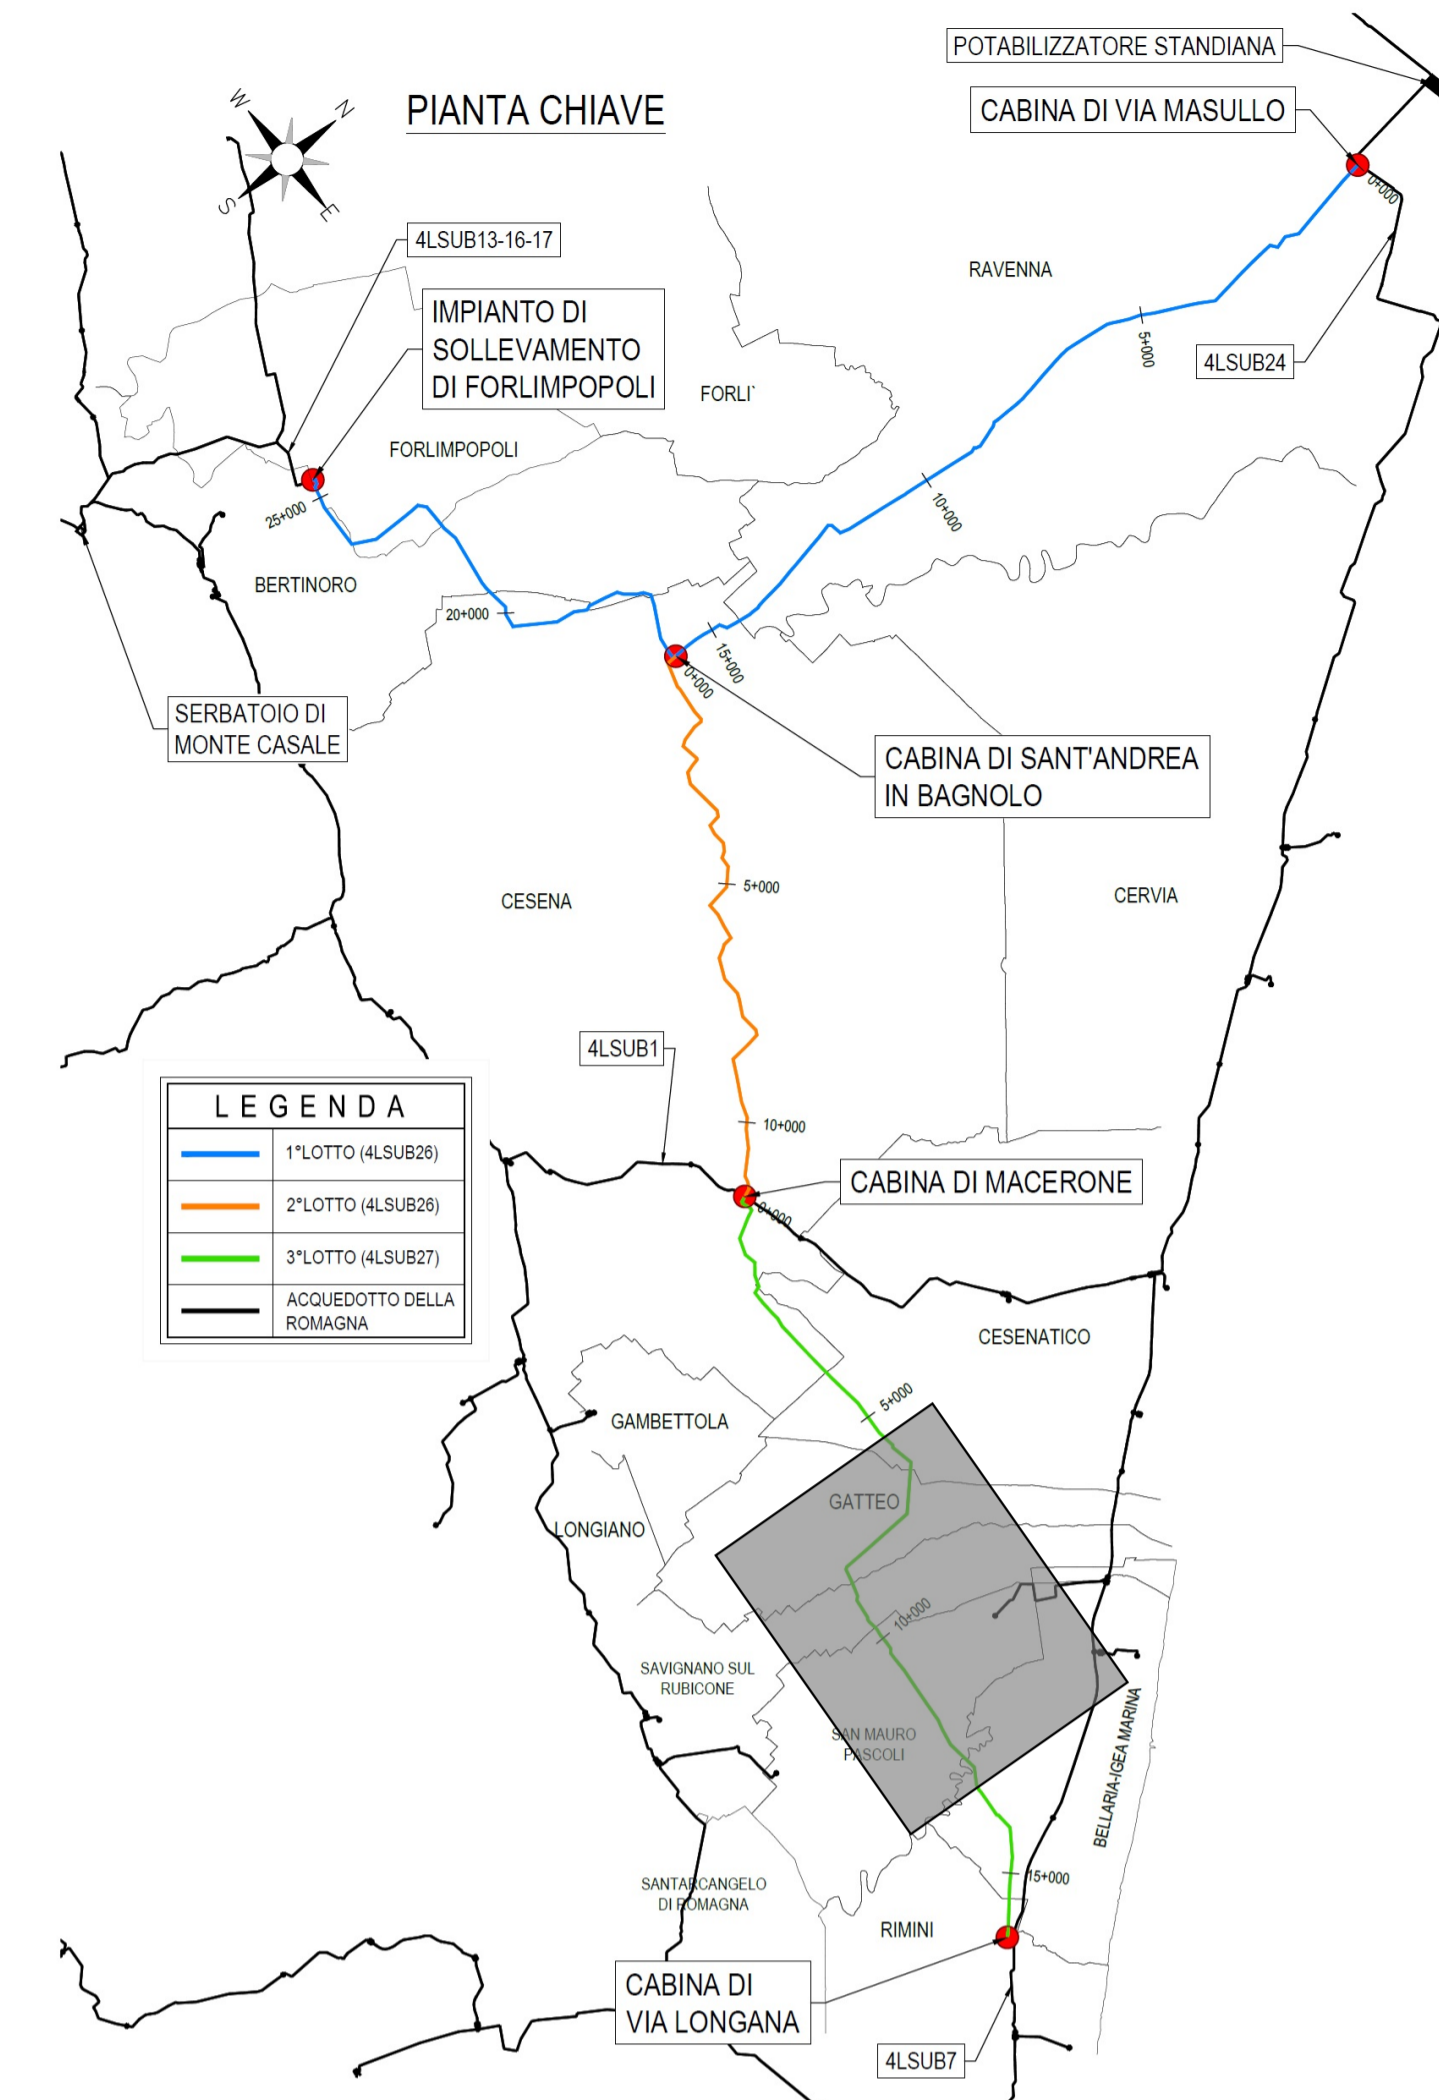 POTABILIZZATORE STANDIANA
PIANTA CHIAVE
CABINA DI VIA MASULLO
W
N
S
E
0+000
4LSUB13-16-17
RAVENNA
IMPIANTO DI
SOLLEVAMENTO
DI FORLIMPOPOLI
5+000
4LSUB24
FORLI`
FORLIMPOPOLI
25+000
10+000
BERTINORO
20+000
15+000
0+000
SERBATOIO DI
MONTE CASALE
CABINA DI SANT'ANDREA
IN BAGNOLO
5+000
CESENA
CERVIA
4LSUB1
LEGENDA
1°LOTTO (4LSUB26)
2°LOTTO (4LSUB26)
3°LOTTO (4LSUB27)
ACQUEDOTTO DELLA
ROMAGNA
10+000
CABINA DI MACERONE
0+000
CESENATICO
5+000
GAMBETTOLA
GATTEO
LONGIANO
10+000
SAVIGNANO SUL
RUBICONE
SAN MAURO
PASCOLI
BELLARIA-IGEA MARINA
15+000
SANTARCANGELO
DI ROMAGNA
RIMINI
CABINA DI
VIA LONGANA
4LSUB7